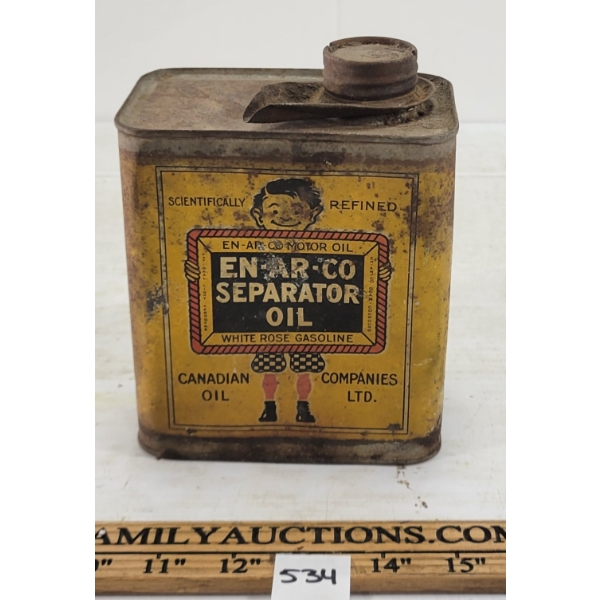 SCIENTIFICALLY REFINED
EN-AR-CO MOTOR OIL
EN-AR-CO
SEPARATOR
OIL
WHITE ROSE GASOLINE
CANADIAN COMPANIES
OIL LTD.
AMILYAUCTIONS.COM
11" 12" 14" 15"
534